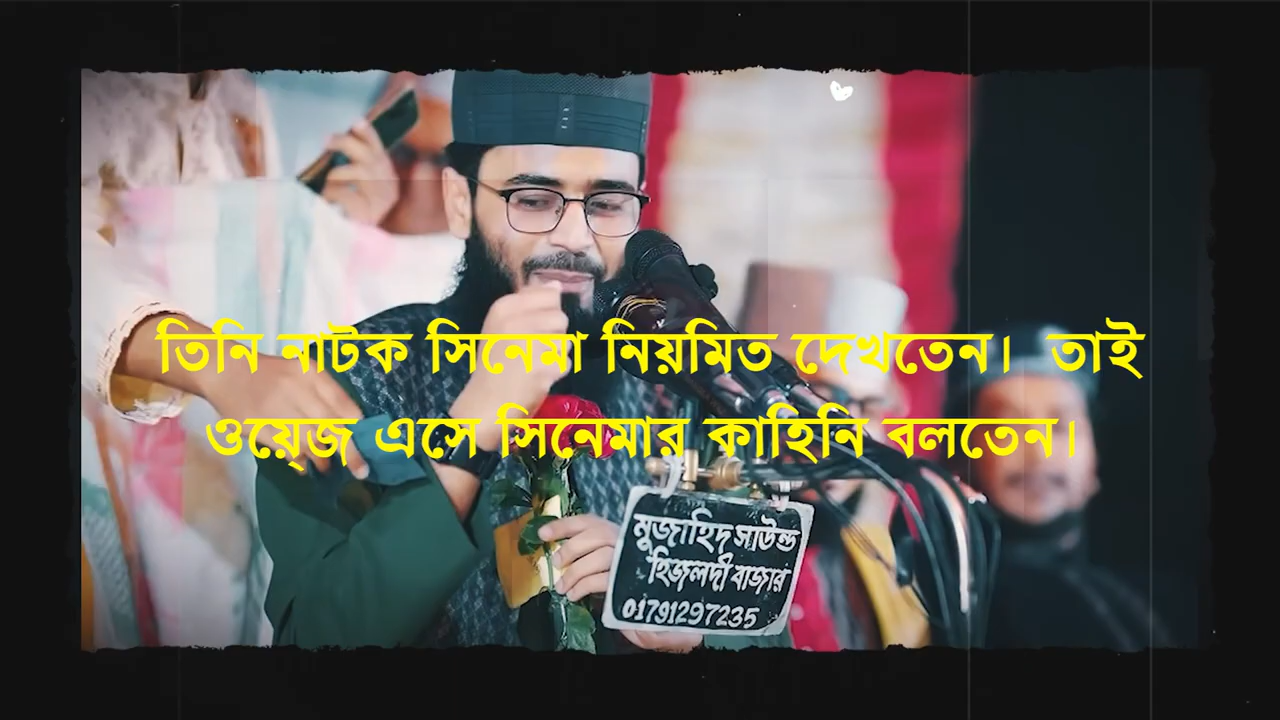 তিনি নাটক সিনেমা নিয়মিত দেখতেন। তাই
ওয়েজ এসে সিনেমার কাহিনি বলতেন।
মুজাহিদ সাউন্ড
হিজলদী বাজার
01791297235